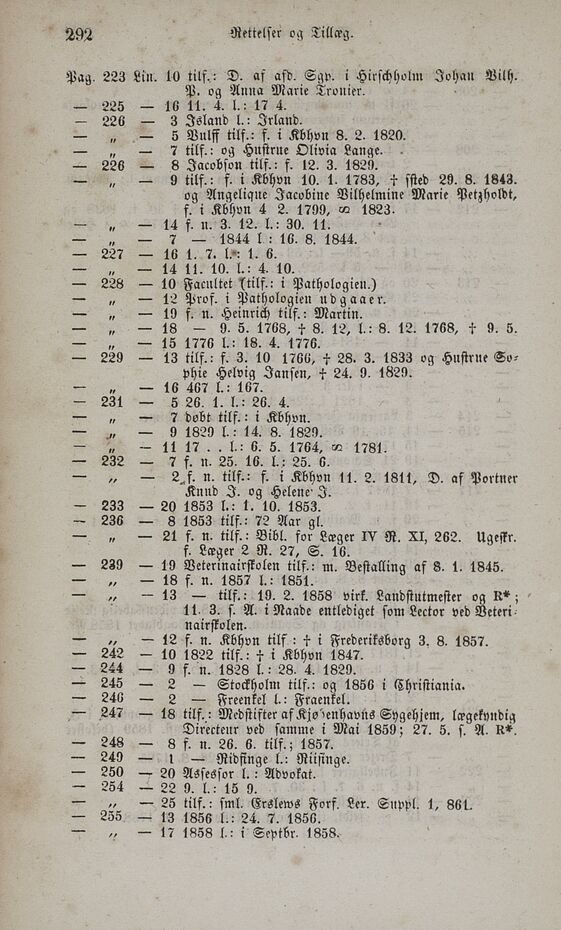 292 Rettelser og Tillæg.
Pag. 223 Lin. 10 tilf.: D. af afd. Sgp. i Hirschholm Johan Vilh.
P. og Anna Marie Tronier.
— 225 — 16 11. 4. l.: 17 4.
— 226 — 3 Island l.: Irland.
— „ — 5 Wulff tilf.: f. i Kbhvn 8. 2. 1820.
— „ — 7 tilf.: og Hustrue Olivia Lange.
— 226 — 8 Jacobson tilf.: f. 12. 3. 1829.
— „ — 9 tilf.: f. i Kbhvn 10. 1. 1783, † ssted 29. 8. 1843.
og Angelique Jacobine Vilhelmine Marie Petzholdt,
f. i Kbhvn 4 2. 1799, ∞ 1823.
— „ — 14 f. n. 3. 12. l.: 30. 11.
— „ — 7 — 1844 l: 16. 8. 1844.
— 227 — 16 1. 7. l.: 1. 6.
— „ — 14 11. 10. l.: 4. 10.
— 228 — 10 Facultet (tilf.: i Pathologien.)
— „ — 12 Prof. i Pathologien udgaaer.
— „ — 19 f. n. Heinrich tilf.: Martin.
— „ — 18 — 9. 5. 1768, † 8. 12, l.: 8. 12. 1768, † 9. 5.
— „ — 15 1776 l.: 18. 4. 1776.
— 229 — 13 tilf.: f. 3. 10 1766, † 28. 3. 1833 og Hustrue So-
phie Helvig Jansen, † 24. 9. 1829.
— „ — 16 467 l.: 167.
— 231 — 5 26. 1. l.: 26. 4.
— „ — 7 døbt tilf.: i Kbhvn.
— „ — 9 1829 l.: 14. 8. 1829.
— „ — 11 17 . . l.: 6. 5. 1764, ∞ 1781.
— 232 — 7 f. n. 25. 16. l.: 25. 6.
— „ — 2 f. n. tilf.: f. i Kbhvn 11. 2. 1811, D. af Portner
Knud J. og Helene J.
— 233 — 20 1853 l.: 1. 10. 1853.
— 236 — 8 1853 tilf.: 72 Aar gl.
— „ — 21 f. n. tilf.: Bibl. for Læger IV R. XI, 262. Ugeskr.
f. Læger 2 R. 27, S. 16.
— 239 — 19 Veterinairskolen tilf.: m. Bestalling af 8. 1. 1845.
— „ — 18 f. n. 1857 l.: 1851.
— „ — 13 — tilf.: 19. 2. 1858 virk. Landstutmester og R*;
11. 3. s. A. i Naade entlediget som Lector ved Veteri-
nairskolen.
— „ — 12 f. n. Kbhvn tilf : † i Frederiksborg 3. 8. 1857.
— 242 — 10 1822 tilf.: † i Kbhvn 1847.
— 244 — 9 f. n. 1828 l.: 28. 4. 1829.
— 245 — 2 — Stockholm tilf.: og 1856 i Christiania.
— 246 — 2 — Freenkel l.: Fraenkel.
— 247 — 18 tilf.: Medstifter af Kjøbenhavns Sygehjem, lægekyndig
Directeur ved samme i Mai 1859; 27. 5. s. A. R*.
— 248 — 8 f. n. 26. 6. tilf.; 1857.
— 249 — 1 — Ridsinge l.: Riisinge.
— 250 — 20 Assessor l.: Advokat.
— 254 — 22 9. l.: 15 9.
— „ — 25 tilf.: sml. Erslews Forf. Lex. Suppl. 1, 861.
— 255 — 13 1856 l.: 24. 7. 1856.
— „ — 17 1858 l.: i Septbr. 1858.